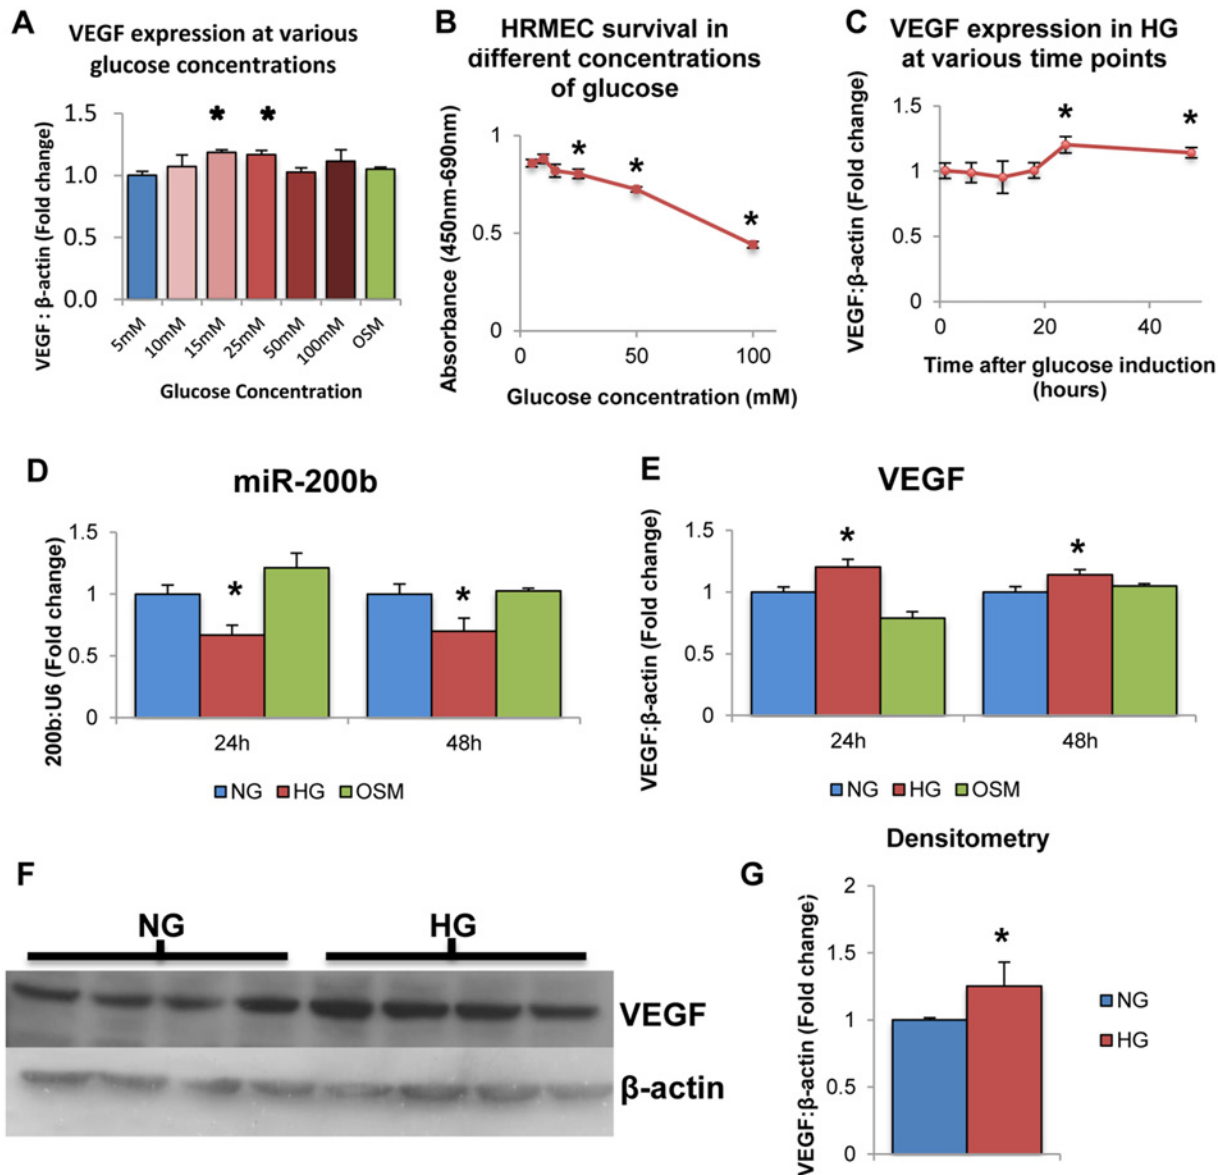 A
VEGF expression at various
glucose concentrations
VEGF : β-actin (Fold change)
1.5
1.0
0.5
0.0
* *
5mM 10mM 15mM 25mM 50mM 100mM OSM
Glucose Concentration
B
HRMEC survival in
different concentrations
of glucose
Absorbance (450nm-690nm)
1
0.5
0
* * *
0 50 100
Glucose concentration (mM)
C
VEGF expression in HG
at various time points
VEGF:β-actin (Fold change)
1.5
1
0.5
0
* *
0 20 40
Time after glucose induction
(hours)
D
miR-200b
200b:U6 (Fold change)
1.5
1
0.5
0
* *
24h 48h
NG HG OSM
E
VEGF
VEGF:β-actin (Fold change)
1.5
1
0.5
0
* *
24h 48h
NG HG OSM
F
NG HG
VEGF
β-actin
Densitometry
G
VEGF:β-actin (Fold change)
2
1.5
1
0.5
0
*
NG
HG